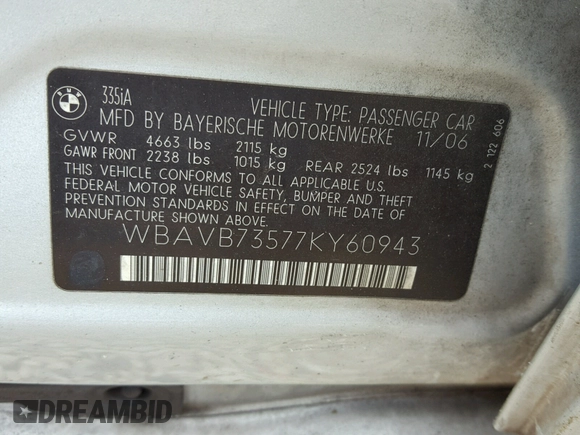 BMW
335iA
VEHICLE TYPE: PASSENGER CAR
MFD BY BAYERISCHE MOTORENWERKE 11/06
GVWR 4663 lbs 2115 kg
GAWR FRONT 2238 lbs 1015 kg REAR 2524 lbs 1145 kg
THIS VEHICLE CONFORMS TO ALL APPLICABLE U.S.
FEDERAL MOTOR VEHICLE SAFETY, BUMPER AND THEFT
PREVENTION STANDARDS IN EFFECT ON THE DATE OF
MANUFACTURE SHOWN ABOVE.
WBAVB73577KY60943
2 122 606
DREAMBID